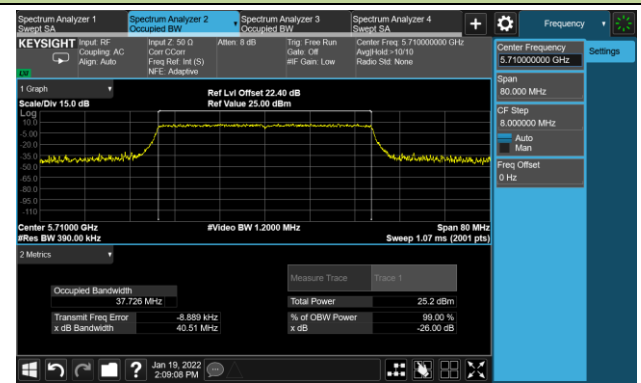 Spectrum Analyzer 1
Swept SA
Spectrum Analyzer 2
Occupied BW
Spectrum Analyzer 3
Occupied BW
Spectrum Analyzer 4
Swept SA
Frequency
KEYSIGHT
Input: RF
Coupling: AC
Align: Auto
Input Z: 50 Ω
Corr CCorr
Freq Ref: Int (S)
NFE: Adaptive
Atten: 8 dB
Trig: Free Run
Gate: Off
#IF Gain: Low
Center Freq: 5.710000000 GHz
Avg|Hold:>10/10
Radio Std: None
Center Frequency
5.710000000 GHz
Settings
Span
80.000 MHz
CF Step
8.000000 MHz
Auto
Man
Freq Offset
0 Hz
1 Graph
Scale/Div 15.0 dB
Ref Lvl Offset 22.40 dB
Ref Value 25.00 dBm
Log
10.0
-5.00
-20.0
-35.0
-50.0
-65.0
-80.0
-95.0
-110
Center 5.71000 GHz
#Res BW 390.00 kHz
#Video BW 1.2000 MHz
Span 80 MHz
Sweep 1.07 ms (2001 pts)
2 Metrics
Measure Trace
Trace 1
Occupied Bandwidth
37.726 MHz
Total Power
25.2 dBm
Transmit Freq Error
-8.889 kHz
% of OBW Power
99.00 %
x dB Bandwidth
40.51 MHz
x dB
-26.00 dB
Jan 19, 2022
2:09:08 PM